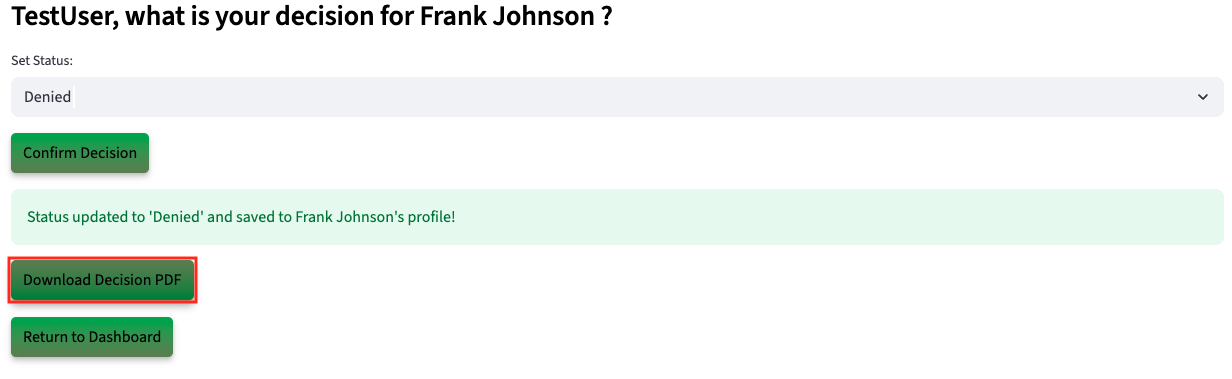 TestUser, what is your decision for Frank Johnson ?
Set Status:
Denied
Confirm Decision
Status updated to 'Denied' and saved to Frank Johnson's profile!
Download Decision PDF
Return to Dashboard